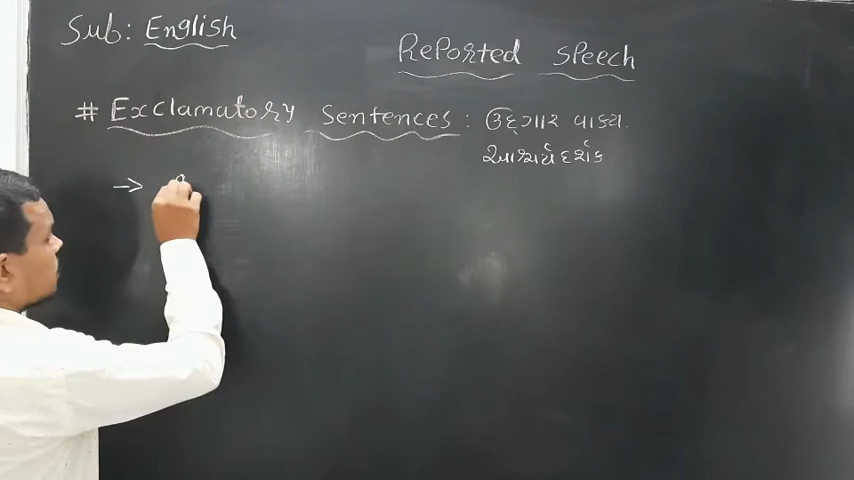 Sub: English
Reported Speech
# Exclamatory Sentences : ઉદ્ગાર વાક્ય.
આશ્ચર્યદર્શક
→